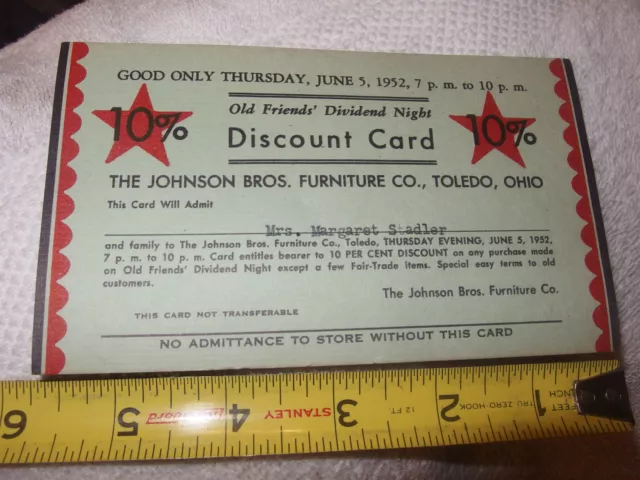 GOOD ONLY THURSDAY, JUNE 5, 1952, 7 p. m. to 10 p. m.
10%
Old Friends' Dividend Night
10%
Discount Card
THE JOHNSON BROS. FURNITURE CO., TOLEDO, OHIO
This Card Will Admit
Mrs. Margaret Stadler
and family to The Johnson Bros. Furniture Co., Toledo, THURSDAY EVENING, JUNE 5, 1952,
7 p. m. to 10 p. m. Card entitles bearer to 10 PER CENT DISCOUNT on any purchase made
on Old Friends' Dividend Night except a few Fair-Trade items. Special easy terms to old
customers.
The Johnson Bros. Furniture Co.
THIS CARD NOT TRANSFERABLE
NO ADMITTANCE TO STORE WITHOUT THIS CARD
6 5 4 STANLEY 3 12 FT. 2 TRU ZERO HOOK 1 FEET
INCH